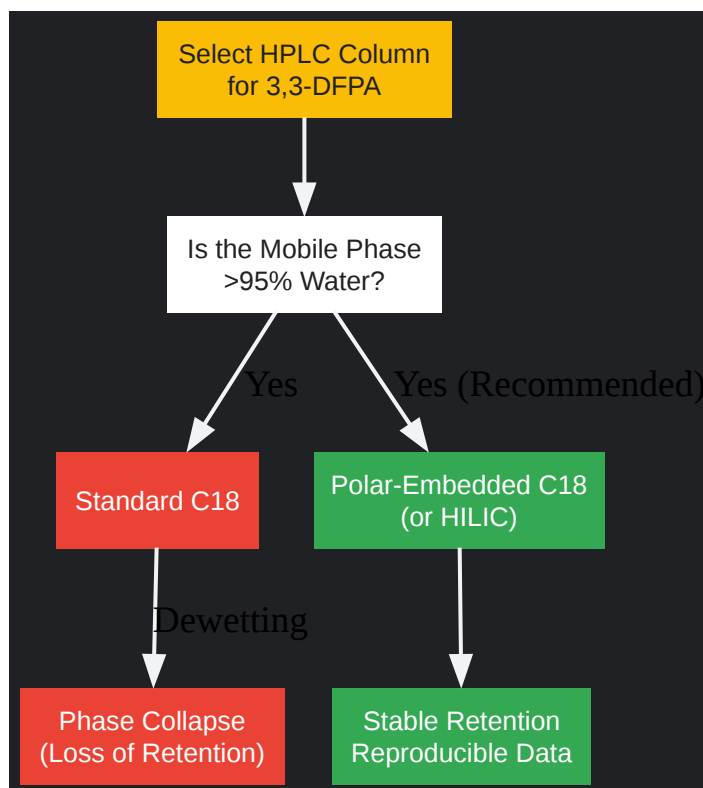 Select HPLC Column
for 3,3-DFPA
Is the Mobile Phase
>95% Water?
Yes
Yes (Recommended)
Standard C18
Polar-Embedded C18
(or HILIC)
Dewetting
Phase Collapse
(Loss of Retention)
Stable Retention
Reproducible Data